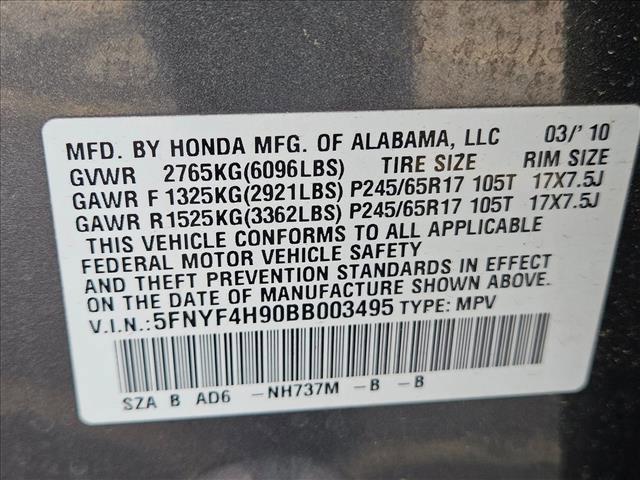 MFD. BY HONDA MFG. OF ALABAMA, LLC 03/' 10
GVWR 2765KG(6096LBS) TIRE SIZE RIM SIZE
GAWR F 1325KG(2921LBS) P245/65R17 105T 17X7.5J
GAWR R1525KG(3362LBS) P245/65R17 105T 17X7.5J
THIS VEHICLE CONFORMS TO ALL APPLICABLE
FEDERAL MOTOR VEHICLE SAFETY
AND THEFT PREVENTION STANDARDS IN EFFECT
ON THE DATE OF MANUFACTURE SHOWN ABOVE.
V.I.N.:5FNYF4H90BB003495 TYPE: MPV
SZA B AD6 -NH737M -B -B